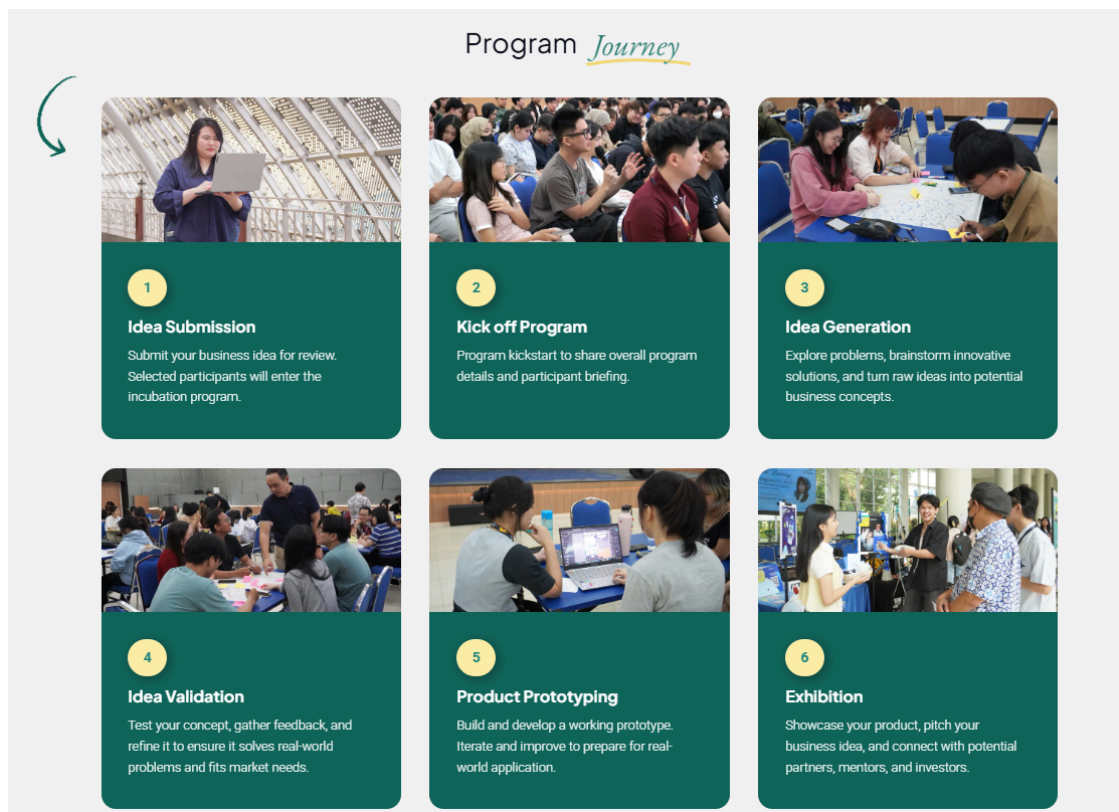 Program Journey
1
Idea Submission
Submit your business idea for review.
Selected participants will enter the
incubation program.
2
Kick off Program
Program kickstart to share overall program
details and participant briefing.
3
Idea Generation
Explore problems, brainstorm innovative
solutions, and turn raw ideas into potential
business concepts.
4
Idea Validation
Test your concept, gather feedback, and
refine it to ensure it solves real-world
problems and fits market needs.
5
Product Prototyping
Build and develop a working prototype.
Iterate and improve to prepare for real-
world application.
6
Exhibition
Showcase your product, pitch your
business idea, and connect with potential
partners, mentors, and investors.